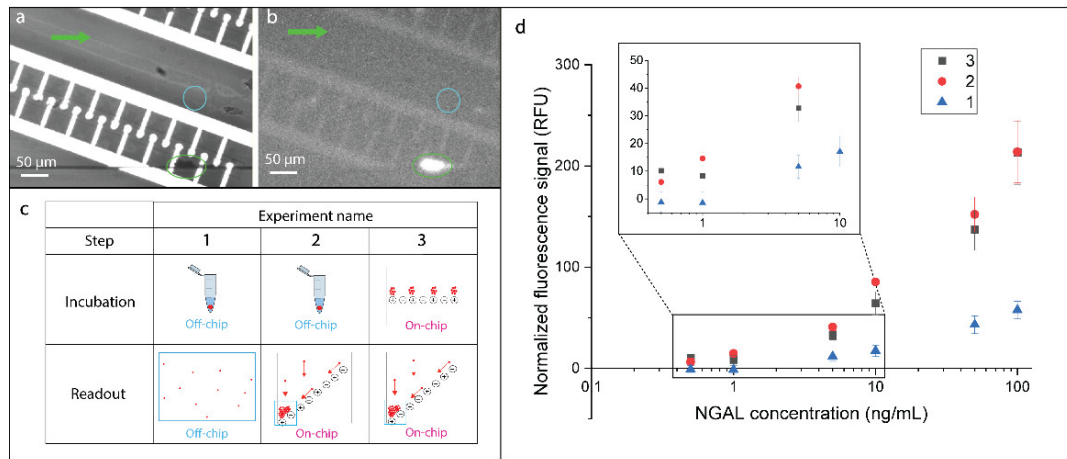 a
50 µm
b
50 µm
c
Experiment name
Step
1
2
3
Incubation
Off-chip
Off-chip
On-chip
Readout
Off-chip
On-chip
On-chip
d
Normalized fluorescence signal (RFU)
300
200
100
0
0.1
1
10
100
NGAL concentration (ng/mL)
50
40
30
20
10
0
1
10
3
2
1